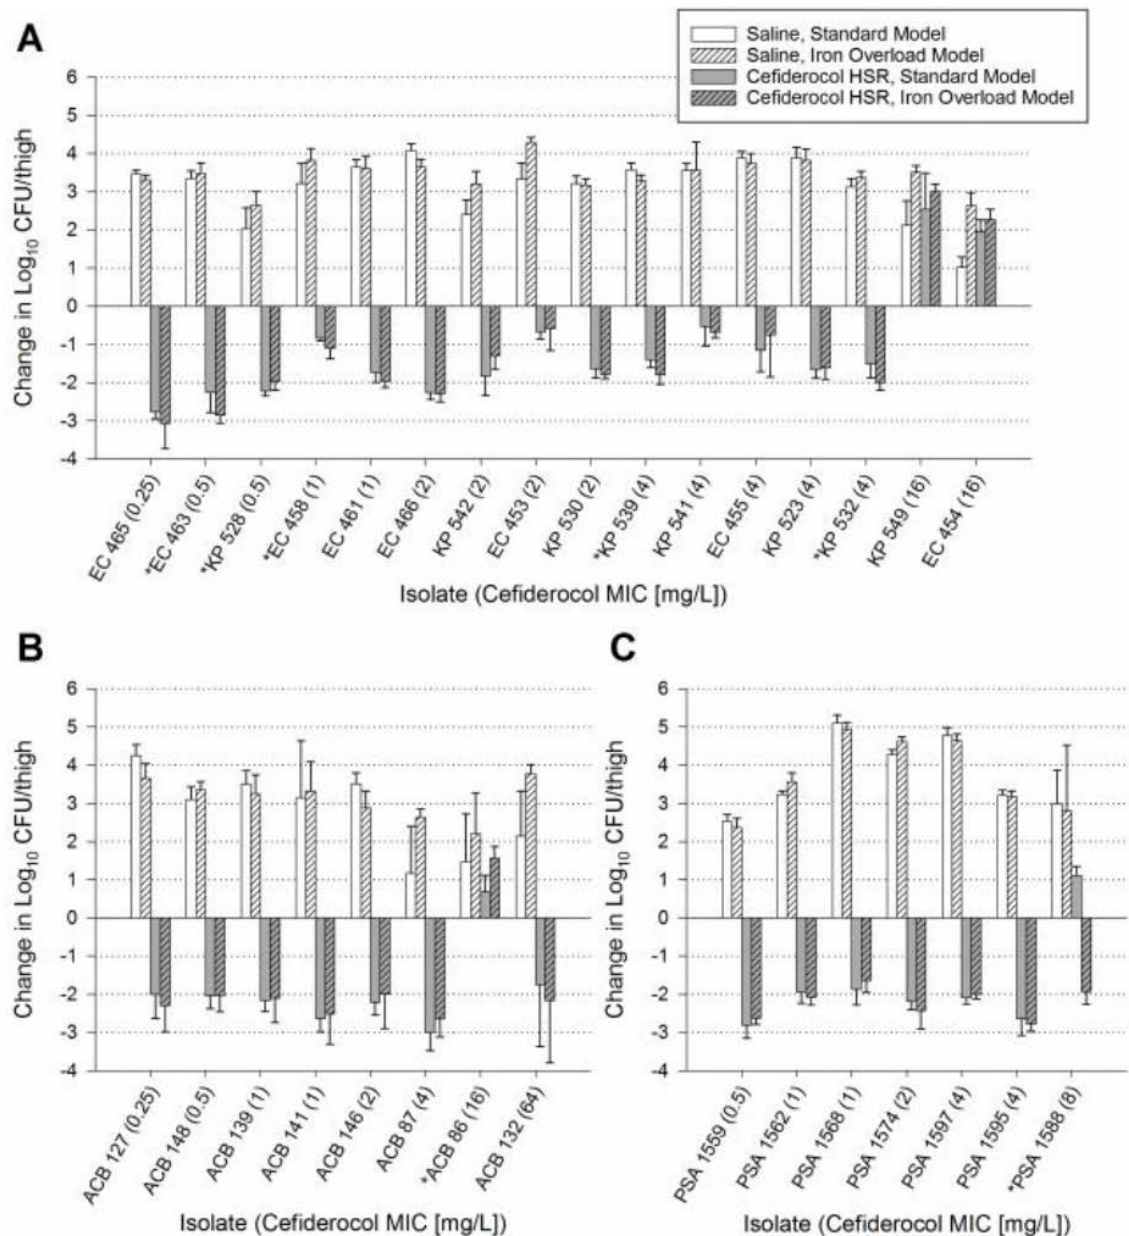 A
Saline, Standard Model
Saline, Iron Overload Model
Cefiderocol HSR, Standard Model
Cefiderocol HSR, Iron Overload Model
Change in Log10 CFU/thigh
6
5
4
3
2
1
0
-1
-2
-3
-4
EC 465 (0.25)
*EC 463 (0.5)
*KP 528 (0.5)
*EC 458 (1)
EC 461 (1)
EC 466 (2)
KP 542 (2)
EC 453 (2)
KP 530 (2)
*KP 539 (4)
KP 541 (4)
EC 455 (4)
KP 523 (4)
*KP 532 (4)
KP 549 (16)
EC 454 (16)
Isolate (Cefiderocol MIC [mg/L])
B
Change in Log10 CFU/thigh
6
5
4
3
2
1
0
-1
-2
-3
-4
ACB 127 (0.25)
ACB 148 (0.5)
ACB 139 (1)
ACB 141 (1)
ACB 146 (2)
ACB 87 (4)
*ACB 86 (16)
ACB 132 (64)
Isolate (Cefiderocol MIC [mg/L])
C
Change in Log10 CFU/thigh
6
5
4
3
2
1
0
-1
-2
-3
-4
PSA 1559 (0.5)
PSA 1562 (1)
PSA 1568 (1)
PSA 1574 (2)
PSA 1597 (4)
PSA 1595 (4)
*PSA 1588 (8)
Isolate (Cefiderocol MIC [mg/L])